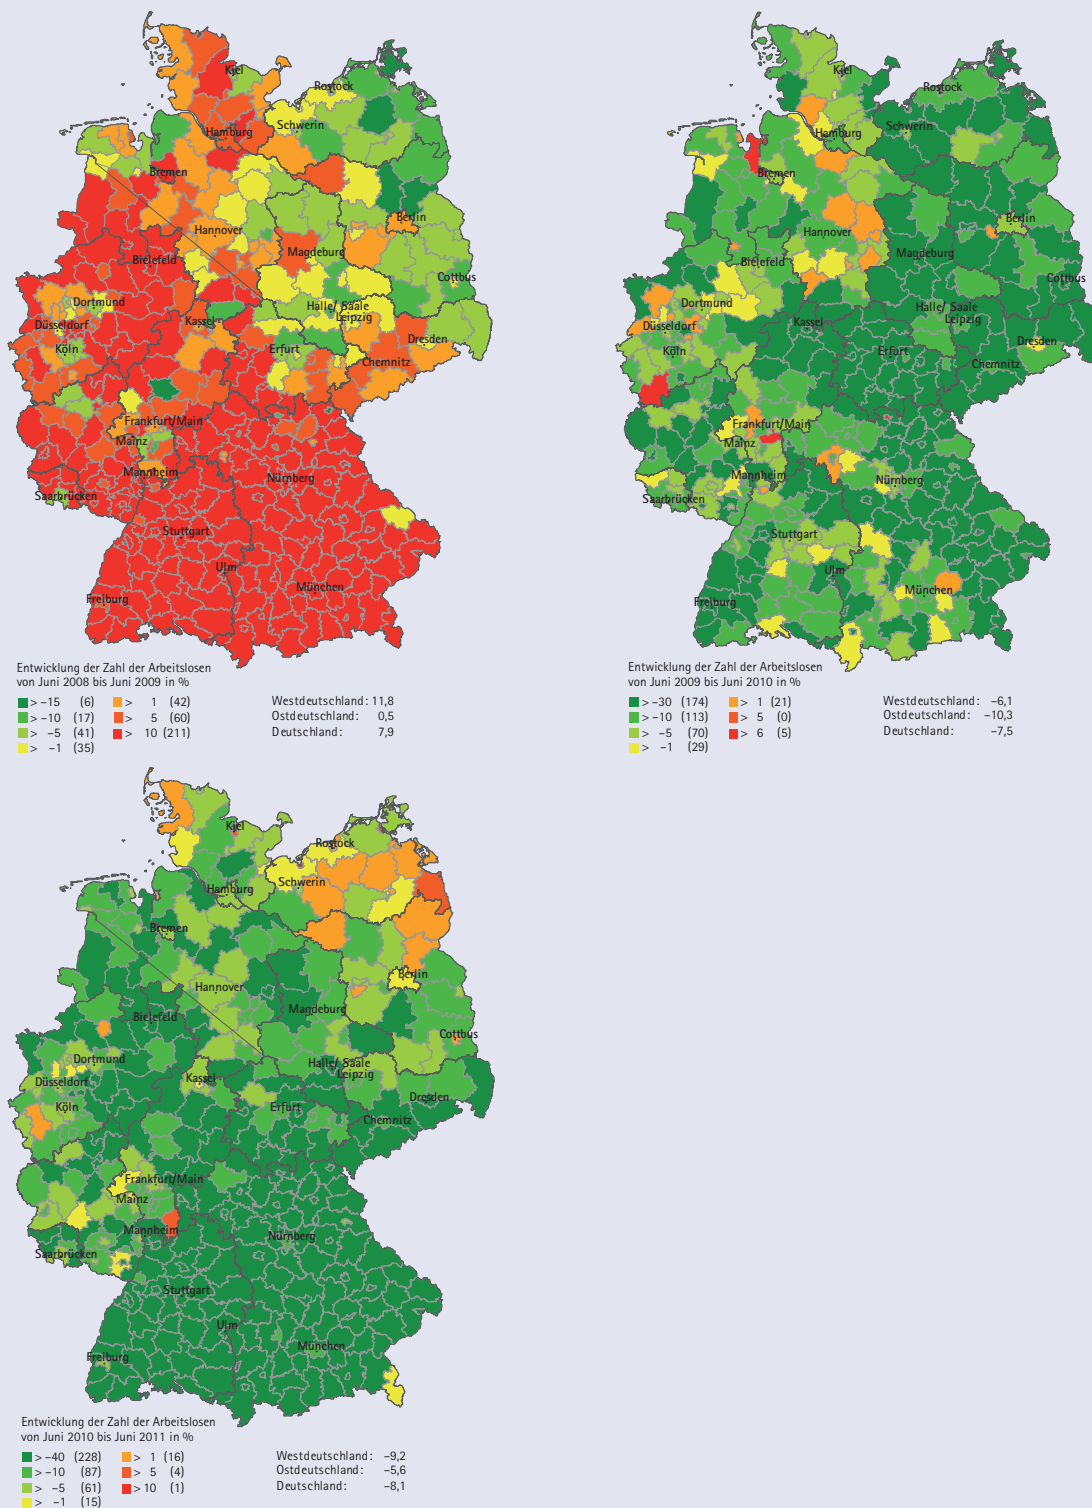 Kiel
Rostock
Hamburg
Schwerin
Bremen
Berlin
Hannover
Magdeburg
Bielefeld
Cottbus
Dortmund
Halle/ Saale
Leipzig
Kassel
Düsseldorf
Dresden
Köln
Erfurt
Chemnitz
Frankfurt/Main
Mainz
Mannheim
Nürnberg
Saarbrücken
Stuttgart
Ulm
München
Freiburg
Entwicklung der Zahl der Arbeitslosen
von Juni 2008 bis Juni 2009 in %
> -15 (6) > 1 (42)
> -10 (17) > 5 (60)
> -5 (41) > 10 (211)
> -1 (35)
Westdeutschland: 11,8
Ostdeutschland: 0,5
Deutschland: 7,9
Kiel
Rostock
Schwerin
Hamburg
Bremen
Berlin
Hannover
Magdeburg
Bielefeld
Cottbus
Dortmund
Halle/ Saale
Leipzig
Kassel
Düsseldorf
Dresden
Köln
Erfurt
Chemnitz
Frankfurt/Main
Mainz
Mannheim
Nürnberg
Saarbrücken
Stuttgart
Ulm
München
Freiburg
Entwicklung der Zahl der Arbeitslosen
von Juni 2009 bis Juni 2010 in %
> -30 (174) > 1 (21)
> -10 (113) > 5 (0)
> -5 (70) > 6 (5)
> -1 (29)
Westdeutschland: −6,1
Ostdeutschland: −10,3
Deutschland: −7,5
Kiel
Rostock
Schwerin
Hamburg
Bremen
Berlin
Hannover
Magdeburg
Bielefeld
Cottbus
Dortmund
Halle/ Saale
Leipzig
Kassel
Düsseldorf
Dresden
Köln
Erfurt
Chemnitz
Frankfurt/Main
Mainz
Mannheim
Nürnberg
Saarbrücken
Stuttgart
Ulm
München
Freiburg
Entwicklung der Zahl der Arbeitslosen
von Juni 2010 bis Juni 2011 in %
> -40 (228) > 1 (16)
> -10 (87) > 5 (4)
> -5 (61) > 10 (1)
> -1 (15)
Westdeutschland: −9,2
Ostdeutschland: −5,6
Deutschland: −8,1